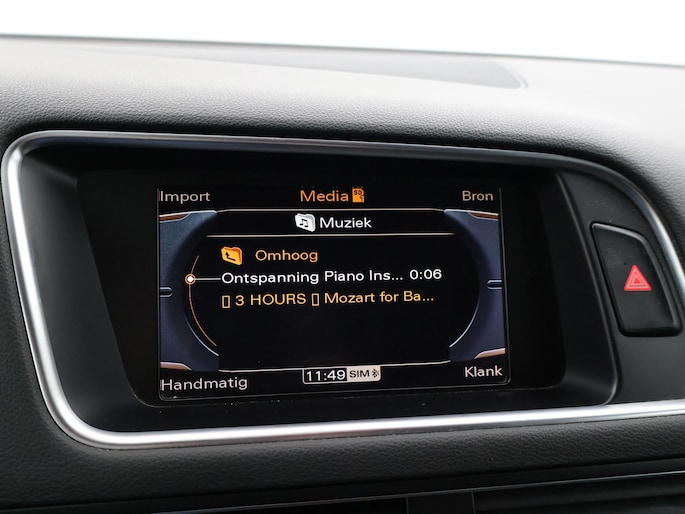 Import Media SD Bron
Muziek
Omhoog
Ontspanning Piano Ins... 0:06
▯ 3 HOURS ▯ Mozart for Ba...
Handmatig 11:49 SIM Klank